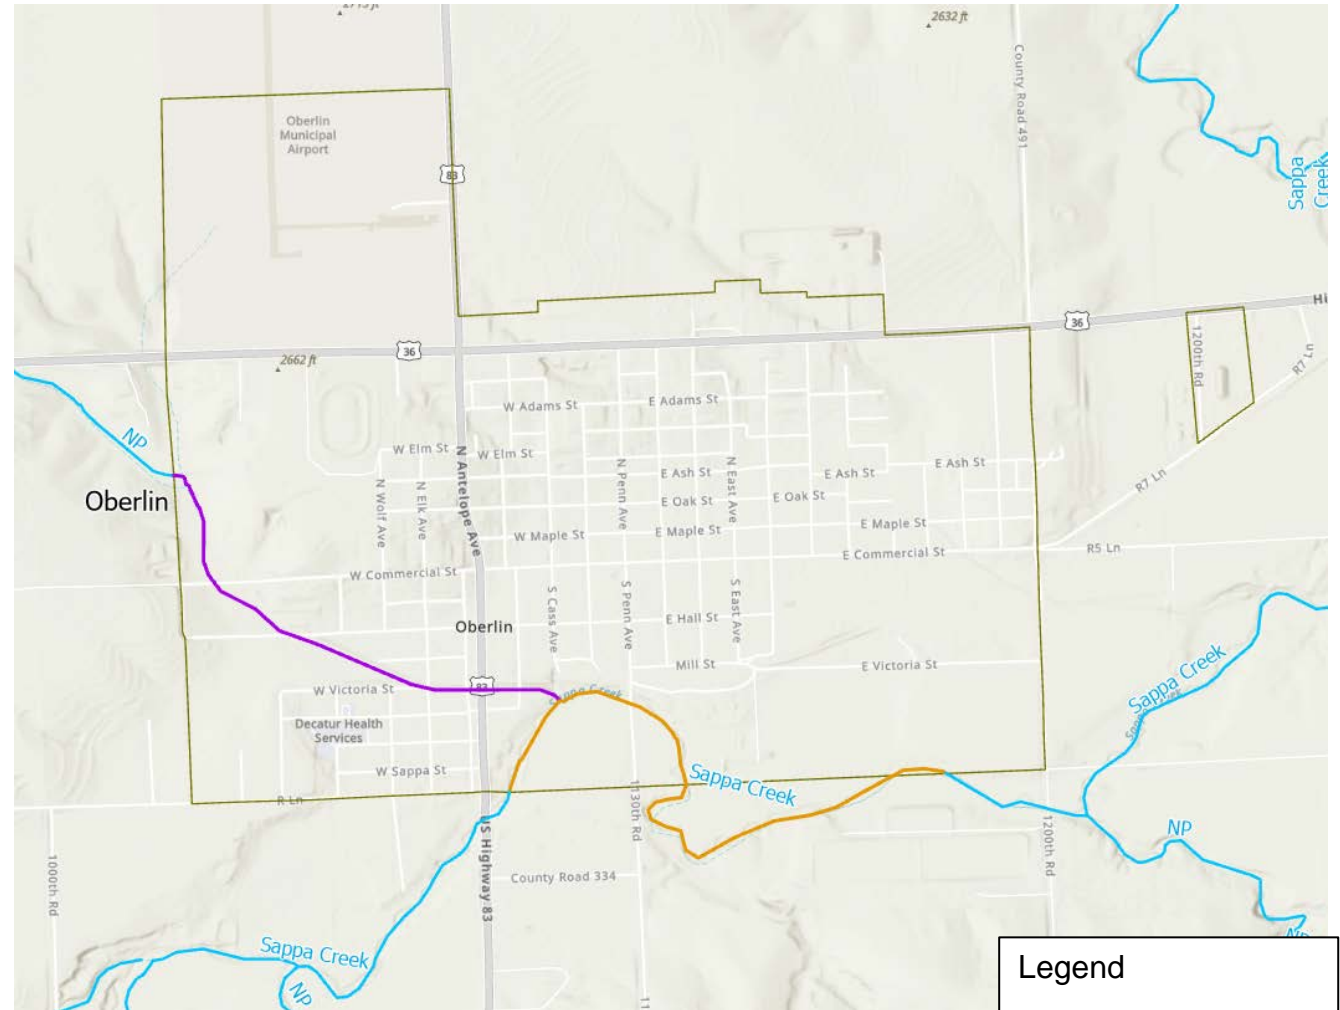 2632 ft
County Road 491
Oberlin
Municipal
Airport
83
Sappa
Creek
36
Hi
36
2662 ft
1200th Rd
R7 Ln
W Adams St
E Adams St
NP
W Elm St
N Antelope Ave
W Elm St
N Penn Ave
E Ash St
N East Ave
E Ash St
E Ash St
R7 Ln
Oberlin
N Wolf Ave
N Elk Ave
E Oak St
E Oak St
W Maple St
E Maple St
E Maple St
E Commercial St
R5 Ln
W Commercial St
S Cass Ave
S Penn Ave
S East Ave
Oberlin
E Hall St
Mill St
E Victoria St
Sappa Creek
W Victoria St
83
Sappa Creek
Decatur Health
Services
W Sappa St
Sappa Creek
R Ln
1130th Rd
US Highway 83
1200th Rd
NP
1000th Rd
County Road 334
Sappa Creek
NP
NP
Legend
11